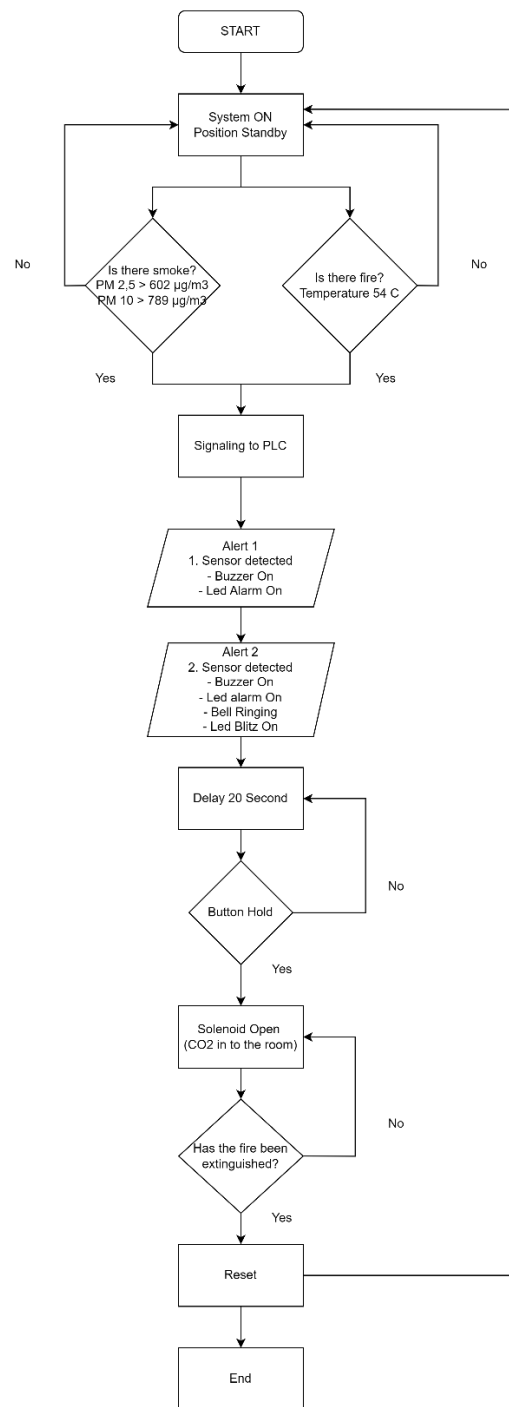 START
System ON
Position Standby
No
Is there smoke?
PM 2,5 > 602 µg/m3
PM 10 > 789 µg/m3
Is there fire?
Temperature 54 C
No
Yes
Yes
Signaling to PLC
Alert 1
1. Sensor detected
- Buzzer On
- Led Alarm On
Alert 2
2. Sensor detected
- Buzzer On
- Led alarm On
- Bell Ringing
- Led Blitz On
Delay 20 Second
No
Button Hold
Yes
Solenoid Open
(CO2 in to the room)
No
Has the fire been
extinguished?
Yes
Reset
End